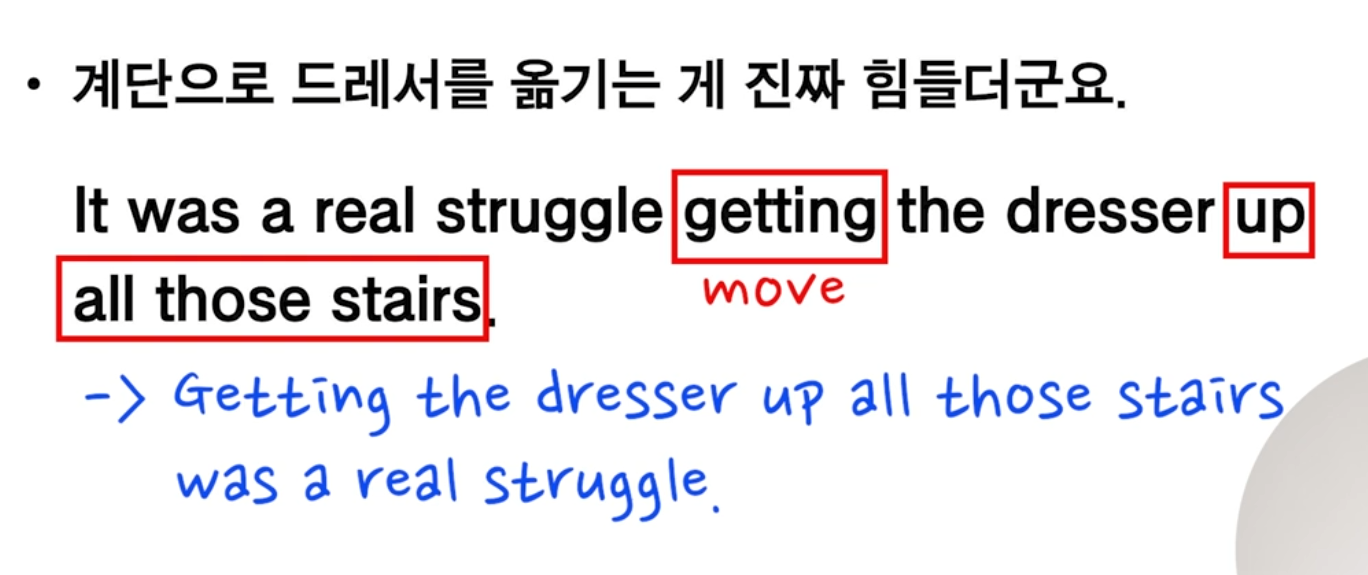 • 계단으로 드레서를 옮기는 게 진짜 힘들더군요.
It was a real struggle getting the dresser up
all those stairs.
move
-> Getting the dresser up all those stairs
was a real struggle.